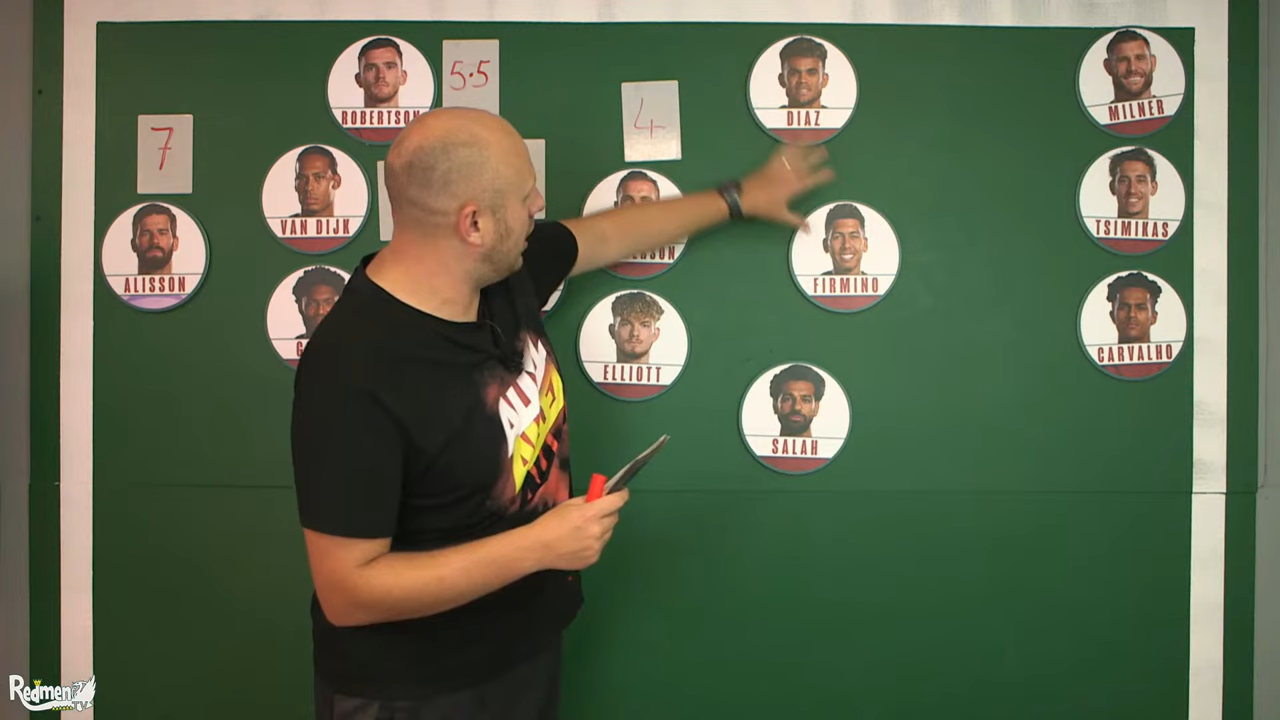 ROBERTSON
5.5
7
4
DIAZ
MILNER
VAN DIJK
TSIMIKAS
ALISSON
FIRMINO
ELLIOTT
CARVALHO
SALAH
Redmen TV